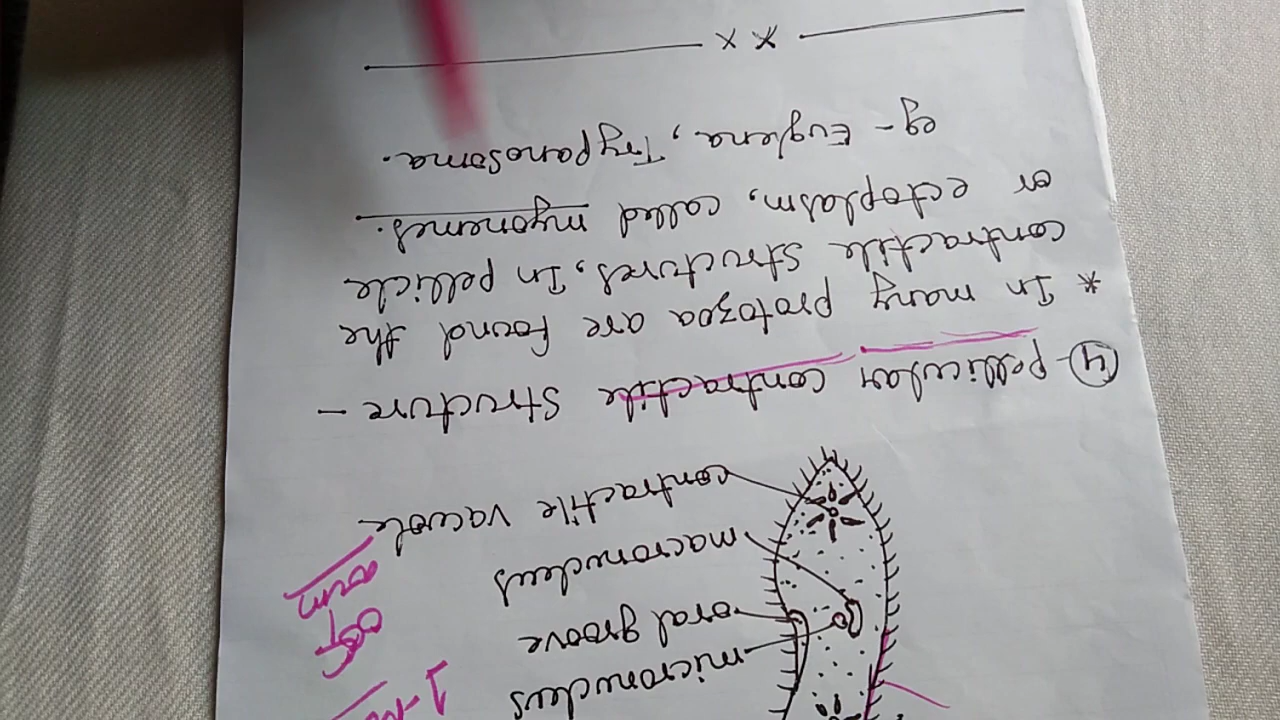 micronucleus
oral groove
macronucleus
contractile vacuole
(4)- pellicular contractile structure -
* In many protozoa are found the
contractile structures, In pellicle
or ectoplasm, called myonemes.
eg- Euglena, Trypanosoma.
x x